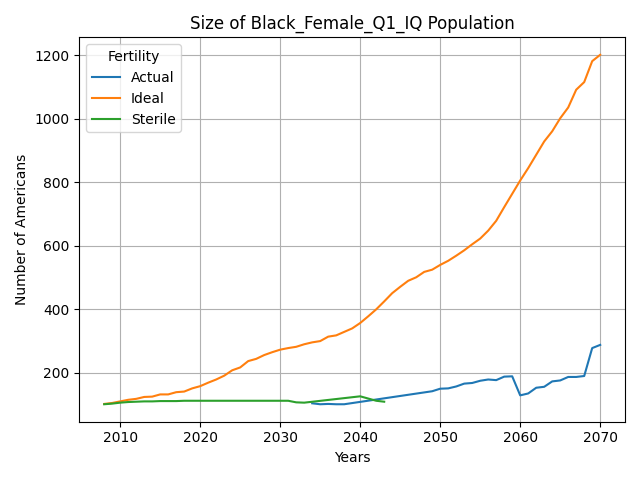 Size of Black_Female_Q1_IQ Population
Fertility
Actual
Ideal
Sterile
Number of Americans
1200
1000
800
600
400
200
2010 2020 2030 2040 2050 2060 2070
Years